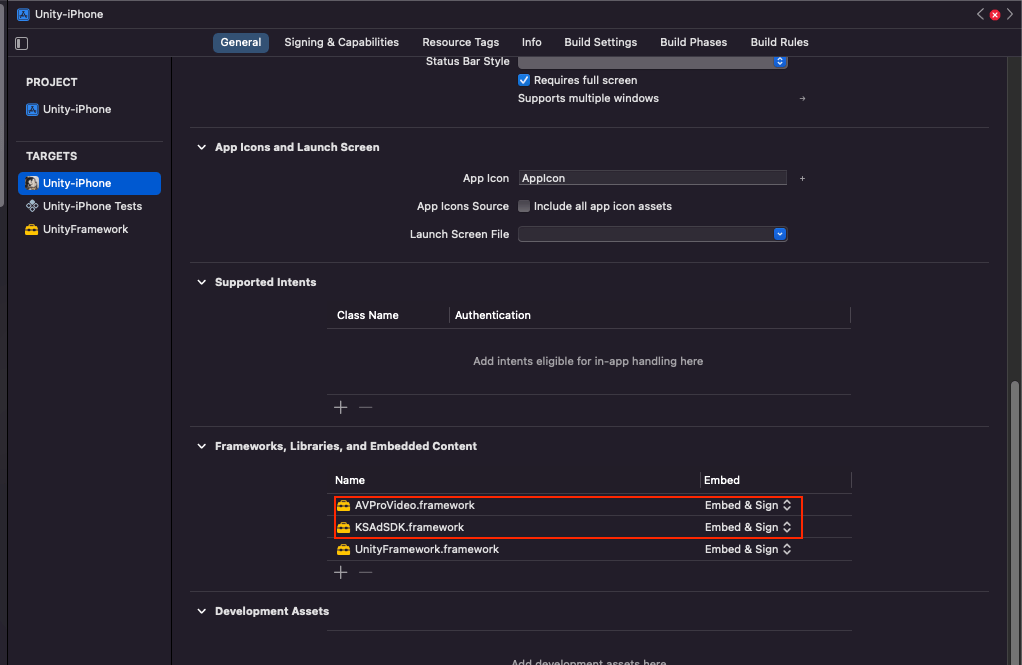 Unity-iPhone
General Signing & Capabilities Resource Tags Info Build Settings Build Phases Build Rules
Status Bar Style
PROJECT
Requires full screen
Supports multiple windows
Unity-iPhone
App Icons and Launch Screen
TARGETS
App Icon AppIcon
Unity-iPhone
Unity-iPhone Tests
App Icons Source Include all app icon assets
UnityFramework
Launch Screen File
Supported Intents
Class Name Authentication
Add intents eligible for in-app handling here
Frameworks, Libraries, and Embedded Content
Name Embed
AVProVideo.framework Embed & Sign
KSAdSDK.framework Embed & Sign
UnityFramework.framework Embed & Sign
Development Assets
Add development assets here